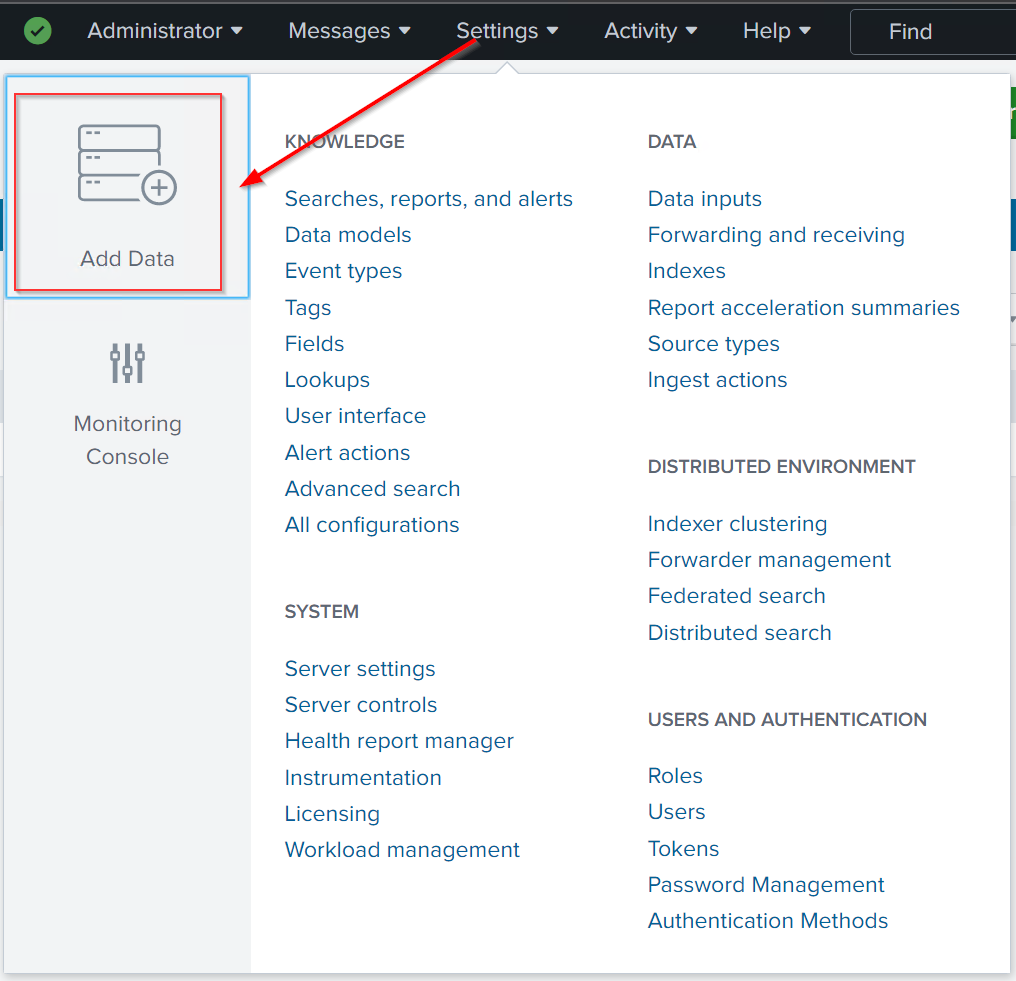 Administrator
Messages
Settings
Activity
Help
Find
Add Data
Monitoring
Console
KNOWLEDGE
Searches, reports, and alerts
Data models
Event types
Tags
Fields
Lookups
User interface
Alert actions
Advanced search
All configurations
SYSTEM
Server settings
Server controls
Health report manager
Instrumentation
Licensing
Workload management
DATA
Data inputs
Forwarding and receiving
Indexes
Report acceleration summaries
Source types
Ingest actions
DISTRIBUTED ENVIRONMENT
Indexer clustering
Forwarder management
Federated search
Distributed search
USERS AND AUTHENTICATION
Roles
Users
Tokens
Password Management
Authentication Methods